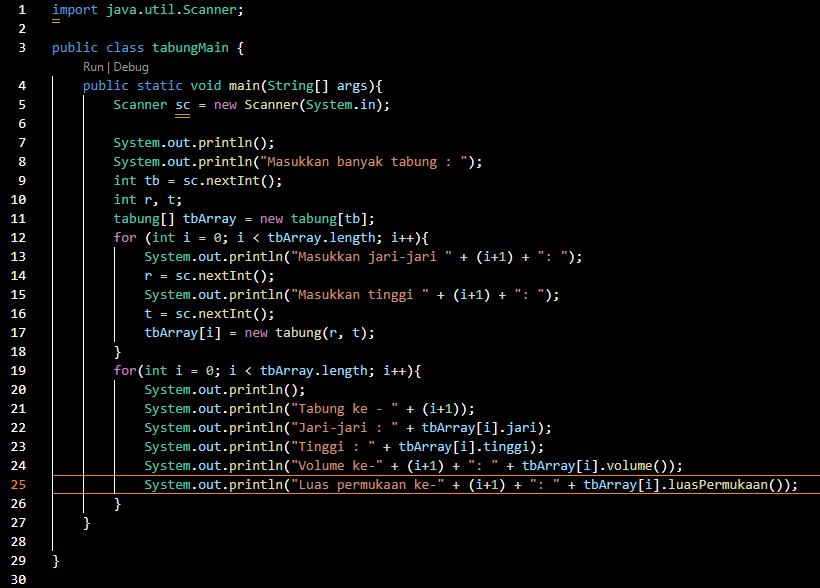 1 import java.util.Scanner;
2
3 public class tabungMain {
Run | Debug
4 public static void main(String[] args){
5 Scanner sc = new Scanner(System.in);
6
7 System.out.println();
8 System.out.println("Masukkan banyak tabung : ");
9 int tb = sc.nextInt();
10 int r, t;
11 tabung[] tbArray = new tabung[tb];
12 for (int i = 0; i < tbArray.length; i++){
13 System.out.println("Masukkan jari-jari " + (i+1) + ": ");
14 r = sc.nextInt();
15 System.out.println("Masukkan tinggi " + (i+1) + ": ");
16 t = sc.nextInt();
17 tbArray[i] = new tabung(r, t);
18 }
19 for(int i = 0; i < tbArray.length; i++){
20 System.out.println();
21 System.out.println("Tabung ke - " + (i+1));
22 System.out.println("Jari-jari : " + tbArray[i].jari);
23 System.out.println("Tinggi : " + tbArray[i].tinggi);
24 System.out.println("Volume ke-" + (i+1) + ": " + tbArray[i].volume());
25 System.out.println("Luas permukaan ke-" + (i+1) + ": " + tbArray[i].luasPermukaan());
26 }
27 }
28
29 }
30